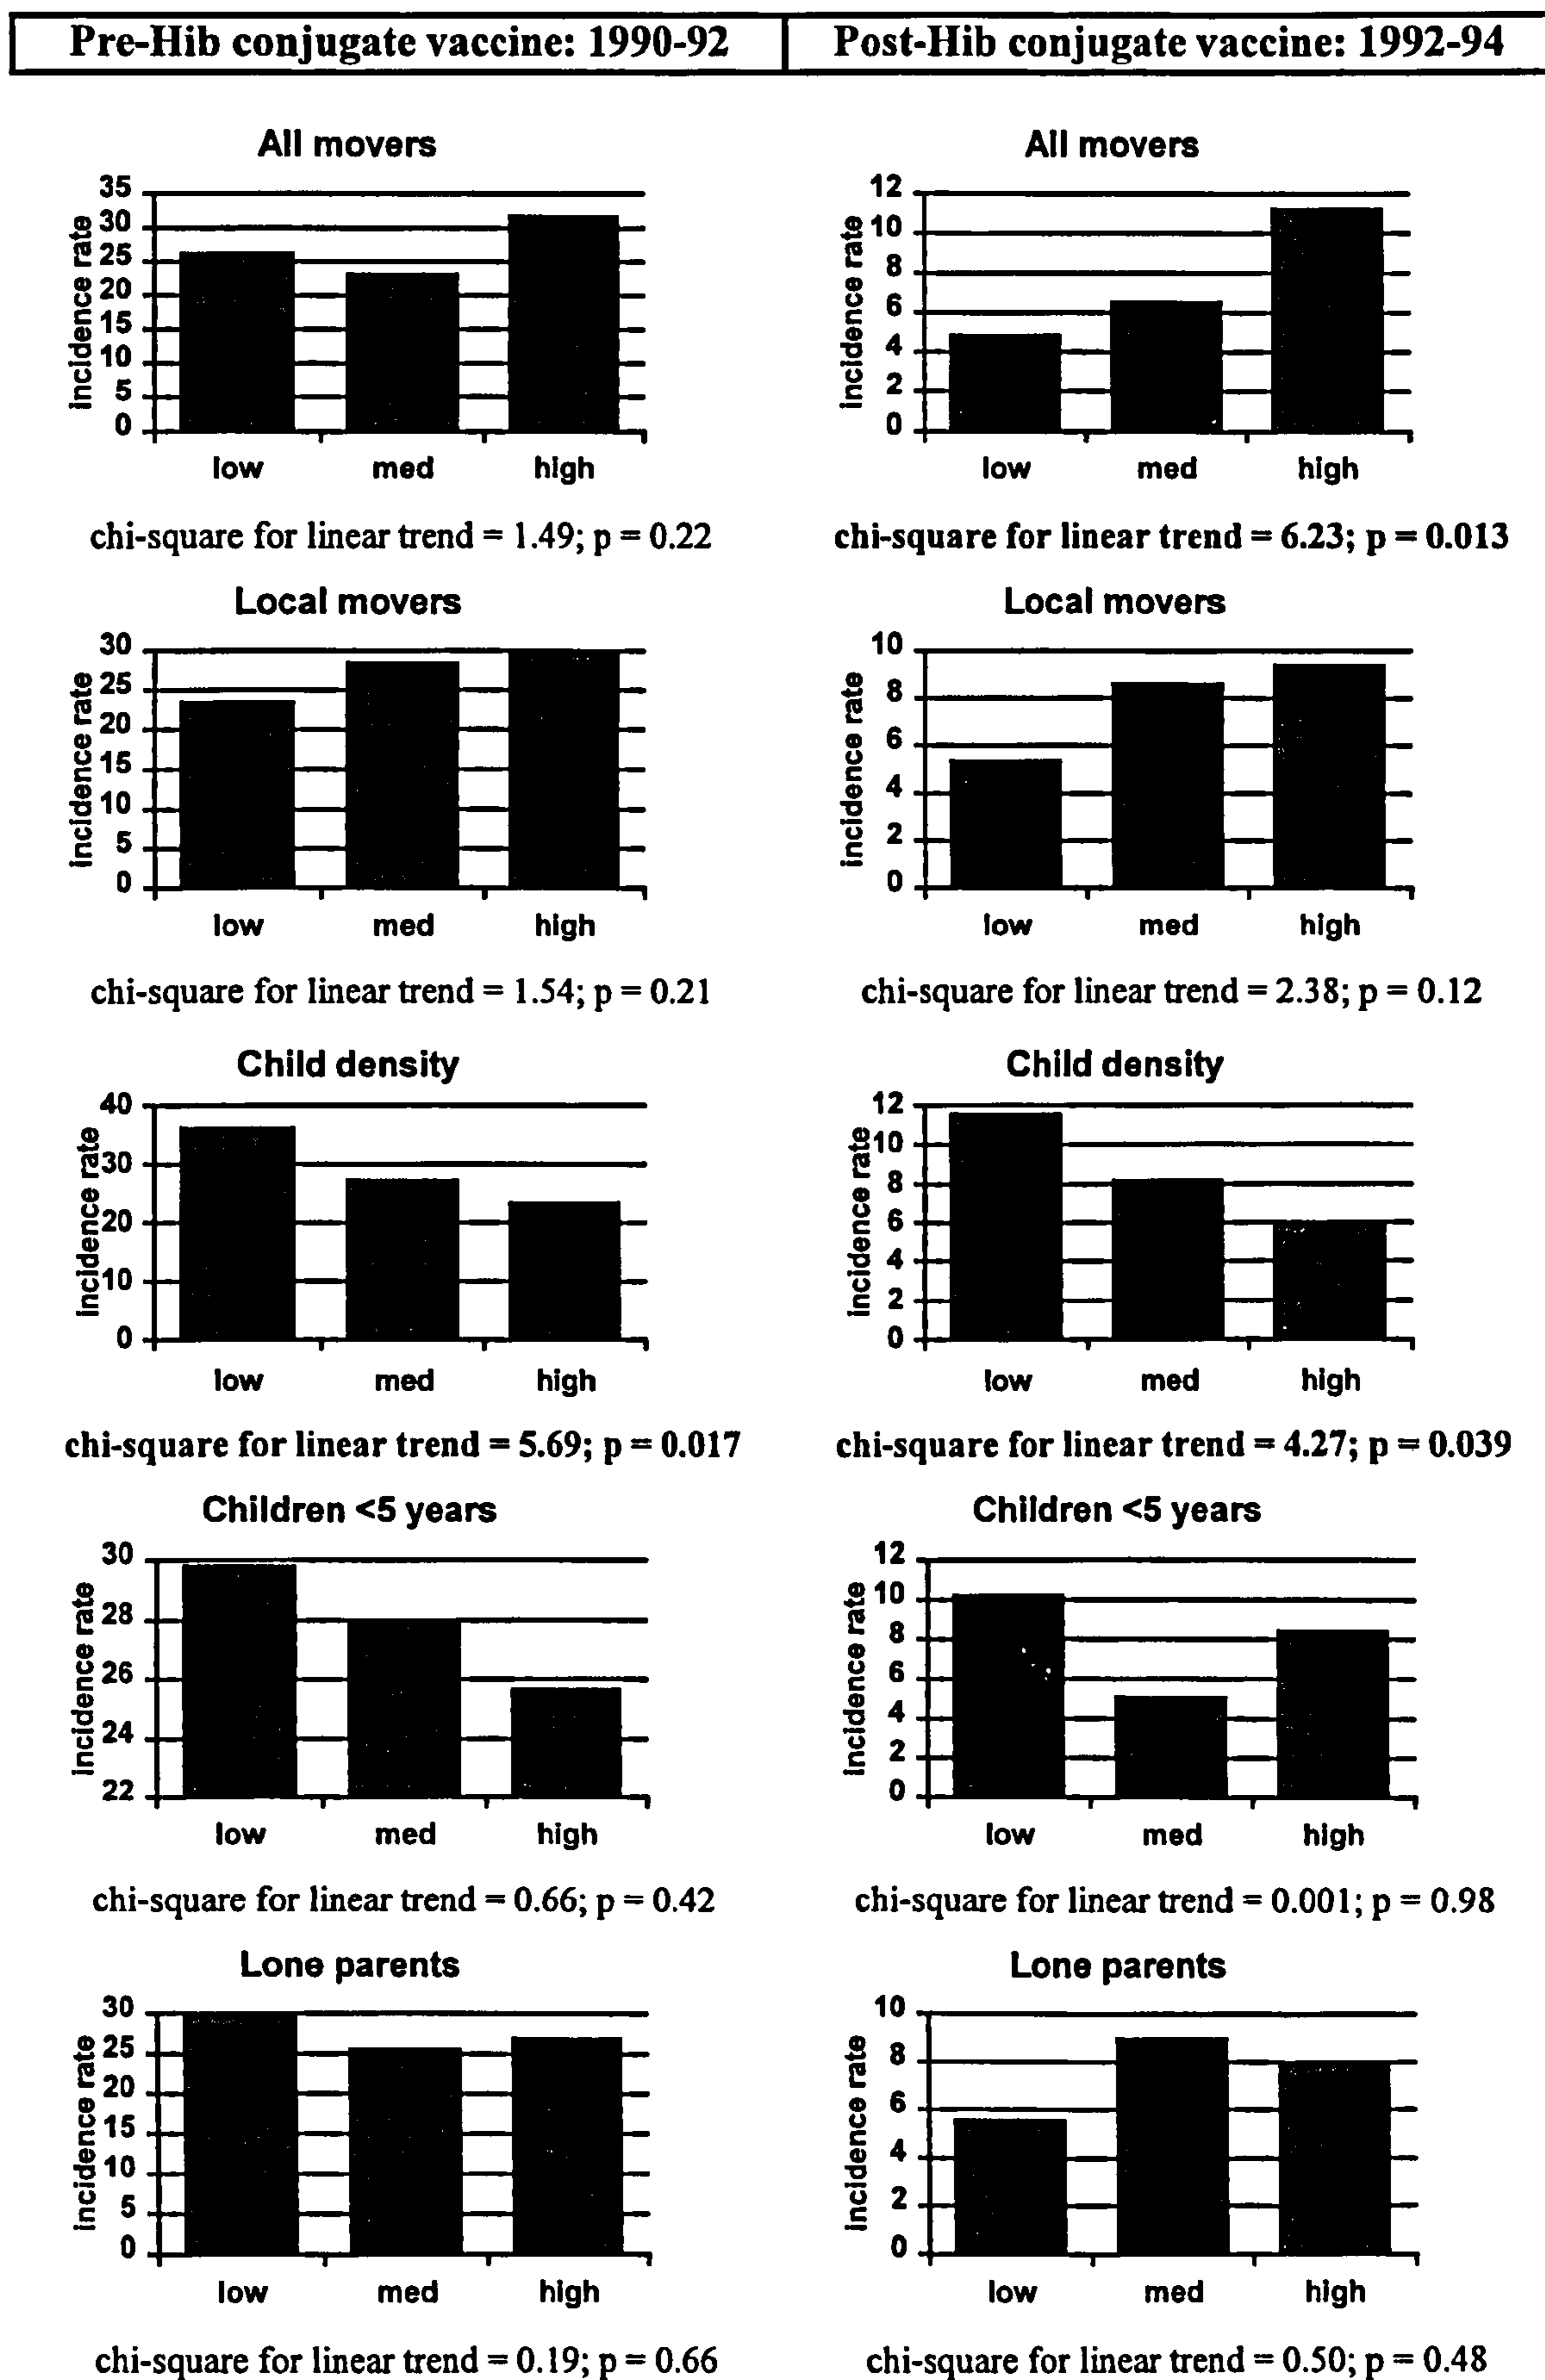 Pre-Hib conjugate vaccine: 1990-92
Post-Hib conjugate vaccine: 1992-94
All movers
incidence rate
35
30
25
20
15
10
5
0
low med high
chi-square for linear trend = 1.49; p = 0.22
All movers
incidence rate
12
10
8
6
4
2
0
low med high
chi-square for linear trend = 6.23; p = 0.013
Local movers
incidence rate
30
25
20
15
10
5
0
low med high
chi-square for linear trend = 1.54; p = 0.21
Local movers
incidence rate
10
8
6
4
2
0
low med high
chi-square for linear trend = 2.38; p = 0.12
Child density
incidence rate
40
30
20
10
0
low med high
chi-square for linear trend = 5.69; p = 0.017
Child density
incidence rate
12
10
8
6
4
2
0
low med high
chi-square for linear trend = 4.27; p = 0.039
Children <5 years
incidence rate
30
28
26
24
22
low med high
chi-square for linear trend = 0.66; p = 0.42
Children <5 years
incidence rate
12
10
8
6
4
2
0
low med high
chi-square for linear trend = 0.001; p = 0.98
Lone parents
incidence rate
30
25
20
15
10
5
0
low med high
chi-square for linear trend = 0.19; p = 0.66
Lone parents
incidence rate
10
8
6
4
2
0
low med high
chi-square for linear trend = 0.50; p = 0.48